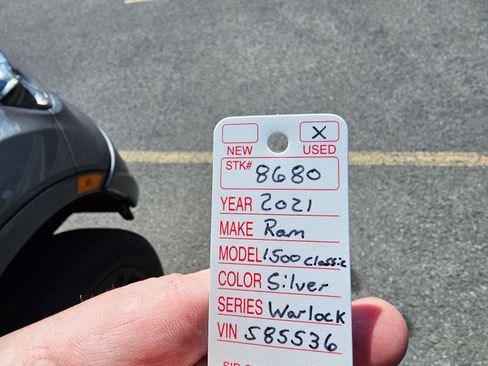 X
NEW USED
STK# 8680
YEAR 2021
MAKE Ram
MODEL 1500 Classic
COLOR Silver
SERIES Warlock
VIN 585536